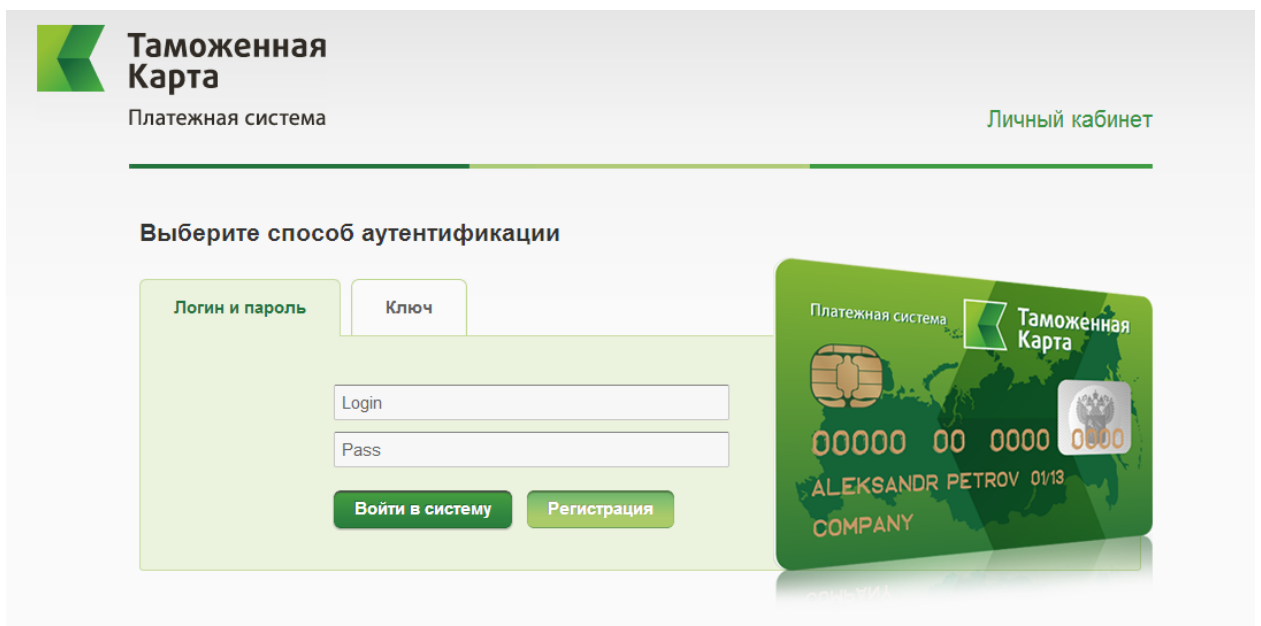 Таможенная
Карта
Платежная система
Личный кабинет
Выберите способ аутентификации
Логин и пароль
Ключ
Login
Pass
Войти в систему
Регистрация
Платежная система
Таможенная
Карта
00000 00 0000 0000
ALEKSANDR PETROV 01/13
COMPANY